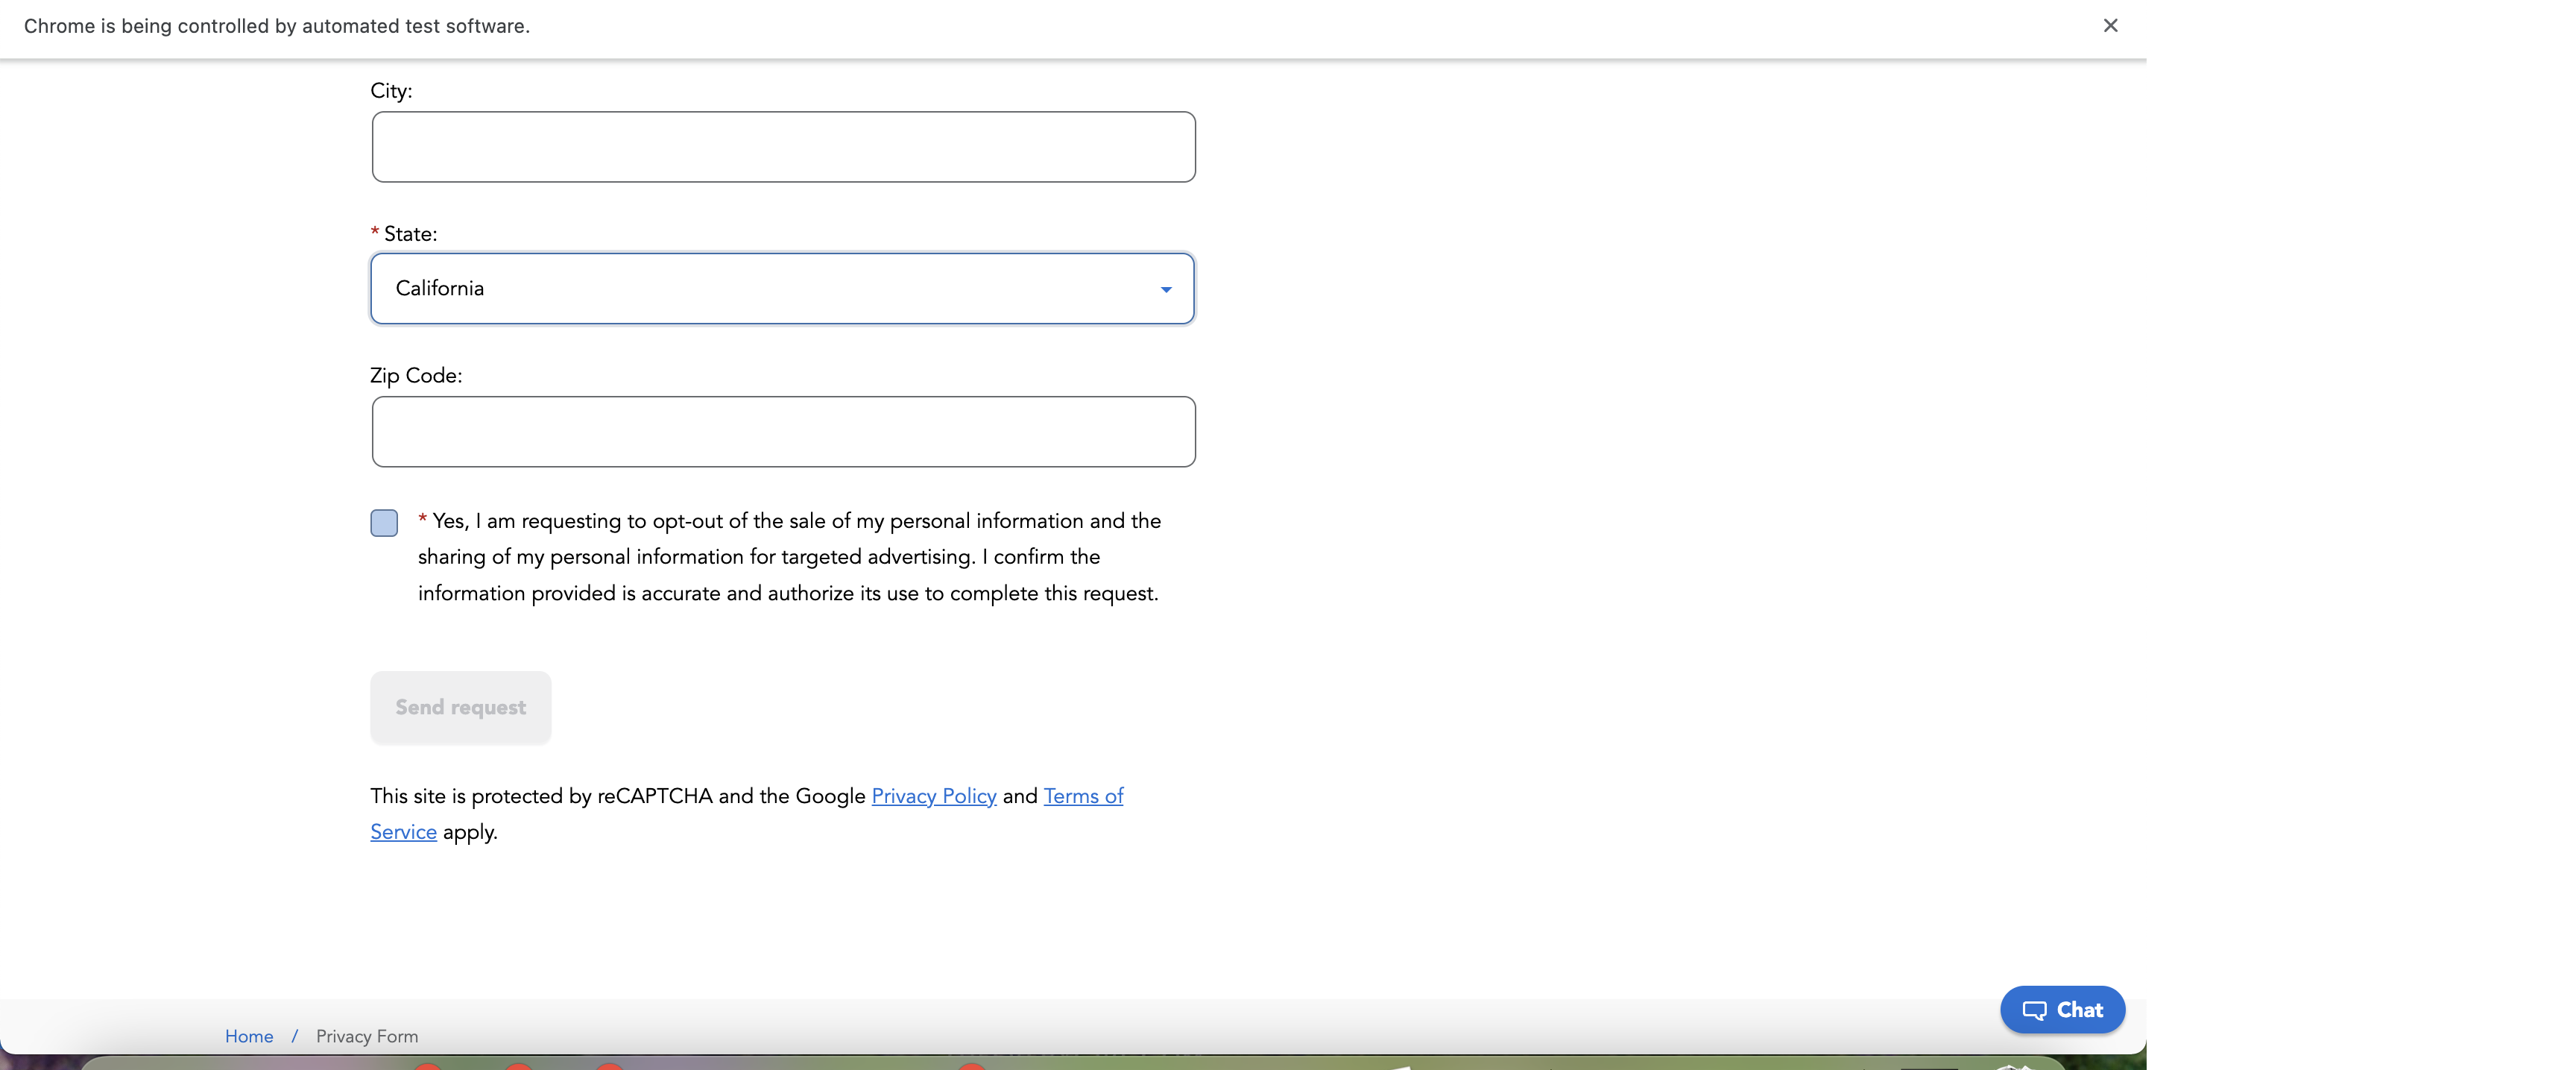 Chrome is being controlled by automated test software.
City:
* State:
California
Zip Code:
* Yes, I am requesting to opt-out of the sale of my personal information and the
sharing of my personal information for targeted advertising. I confirm the
information provided is accurate and authorize its use to complete this request.
Send request
This site is protected by reCAPTCHA and the Google Privacy Policy and Terms of
Service apply.
Chat
Home / Privacy Form